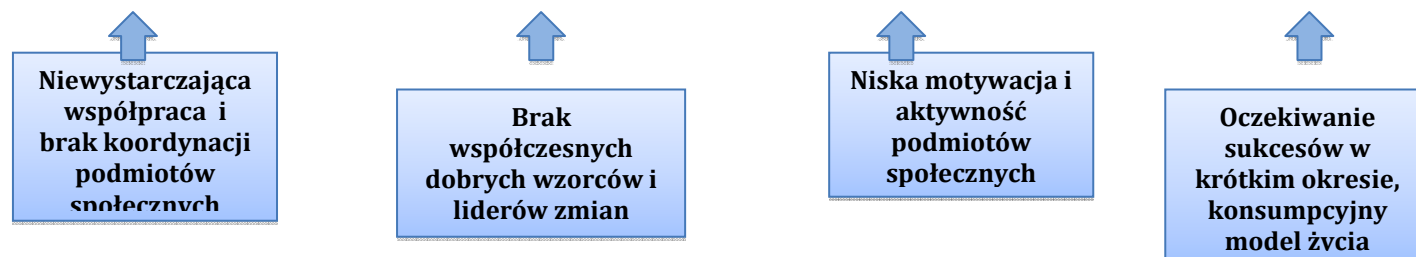 Niewystarczająca
współpraca i
brak koordynacji
podmiotów
społecznych
Brak
współczesnych
dobrych wzorców i
liderów zmian
Niska motywacja i
aktywność
podmiotów
społecznych
Oczekiwanie
sukcesów w
krótkim okresie,
konsumpcyjny
model życia